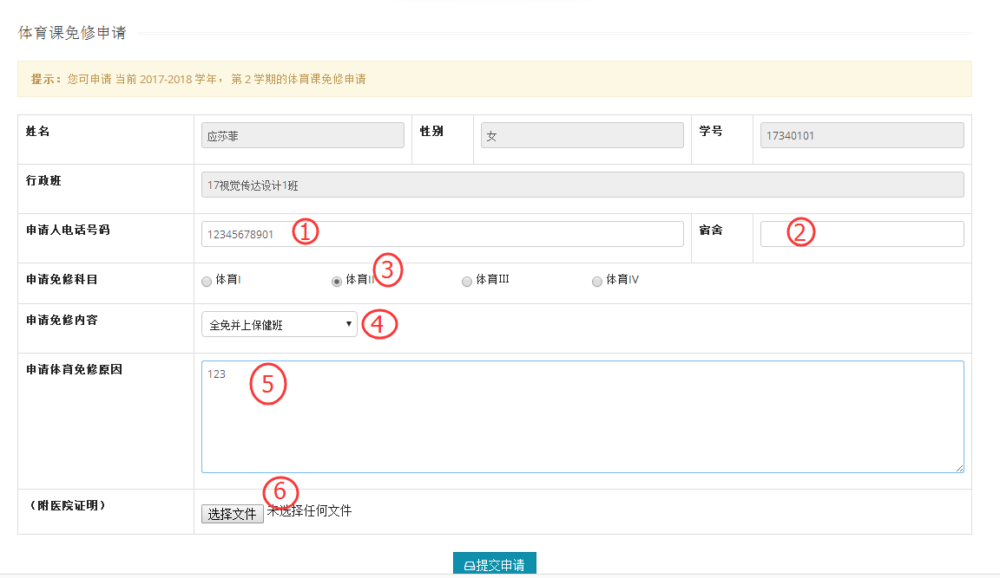 体育课免修申请
提示：您可申请 当前 2017-2018 学年， 第 2 学期的体育课免修申请
姓名 应莎菲 性别 女 学号 17340101
行政班 17视觉传达设计1班
申请人电话号码 12345678901 ① 宿舍 ②
申请免修科目 体育I 体育II ③ 体育III 体育IV
申请免修内容 全免并上保健班 ④
申请体育免修原因 123 ⑤
（附医院证明） 选择文件 未选择任何文件 ⑥
提交申请